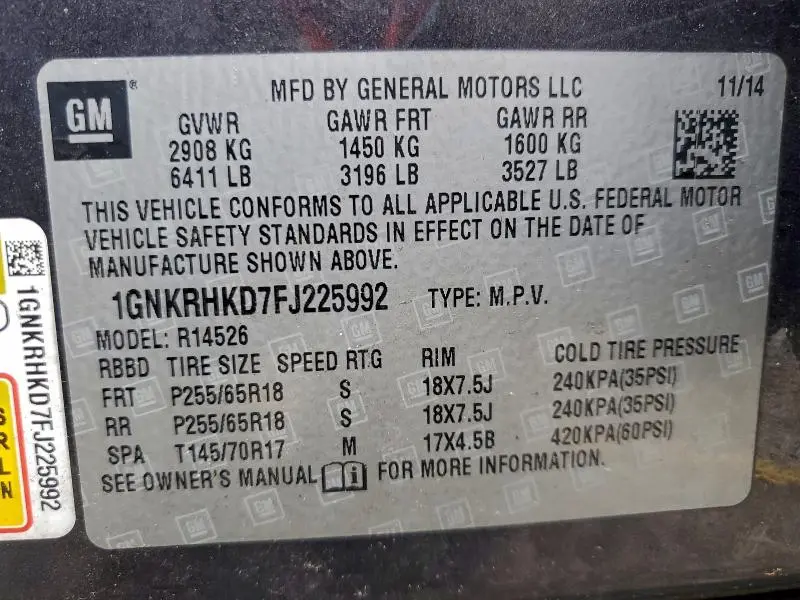 GM
®
MFD BY GENERAL MOTORS LLC
11/14
GVWR GAWR FRT GAWR RR
2908 KG 1450 KG 1600 KG
6411 LB 3196 LB 3527 LB
THIS VEHICLE CONFORMS TO ALL APPLICABLE U.S. FEDERAL MOTOR
VEHICLE SAFETY STANDARDS IN EFFECT ON THE DATE OF
MANUFACTURE SHOWN ABOVE.
1GNKRHKD7FJ225992 TYPE: M.P.V.
MODEL: R14526
RBBD TIRE SIZE SPEED RTG RIM COLD TIRE PRESSURE
FRT P255/65R18 S 18X7.5J 240KPA(35PSI)
RR P255/65R18 S 18X7.5J 240KPA(35PSI)
SPA T145/70R17 M 17X4.5B 420KPA(60PSI)
SEE OWNER'S MANUAL FOR MORE INFORMATION.
1GNKRHKD7FJ225992